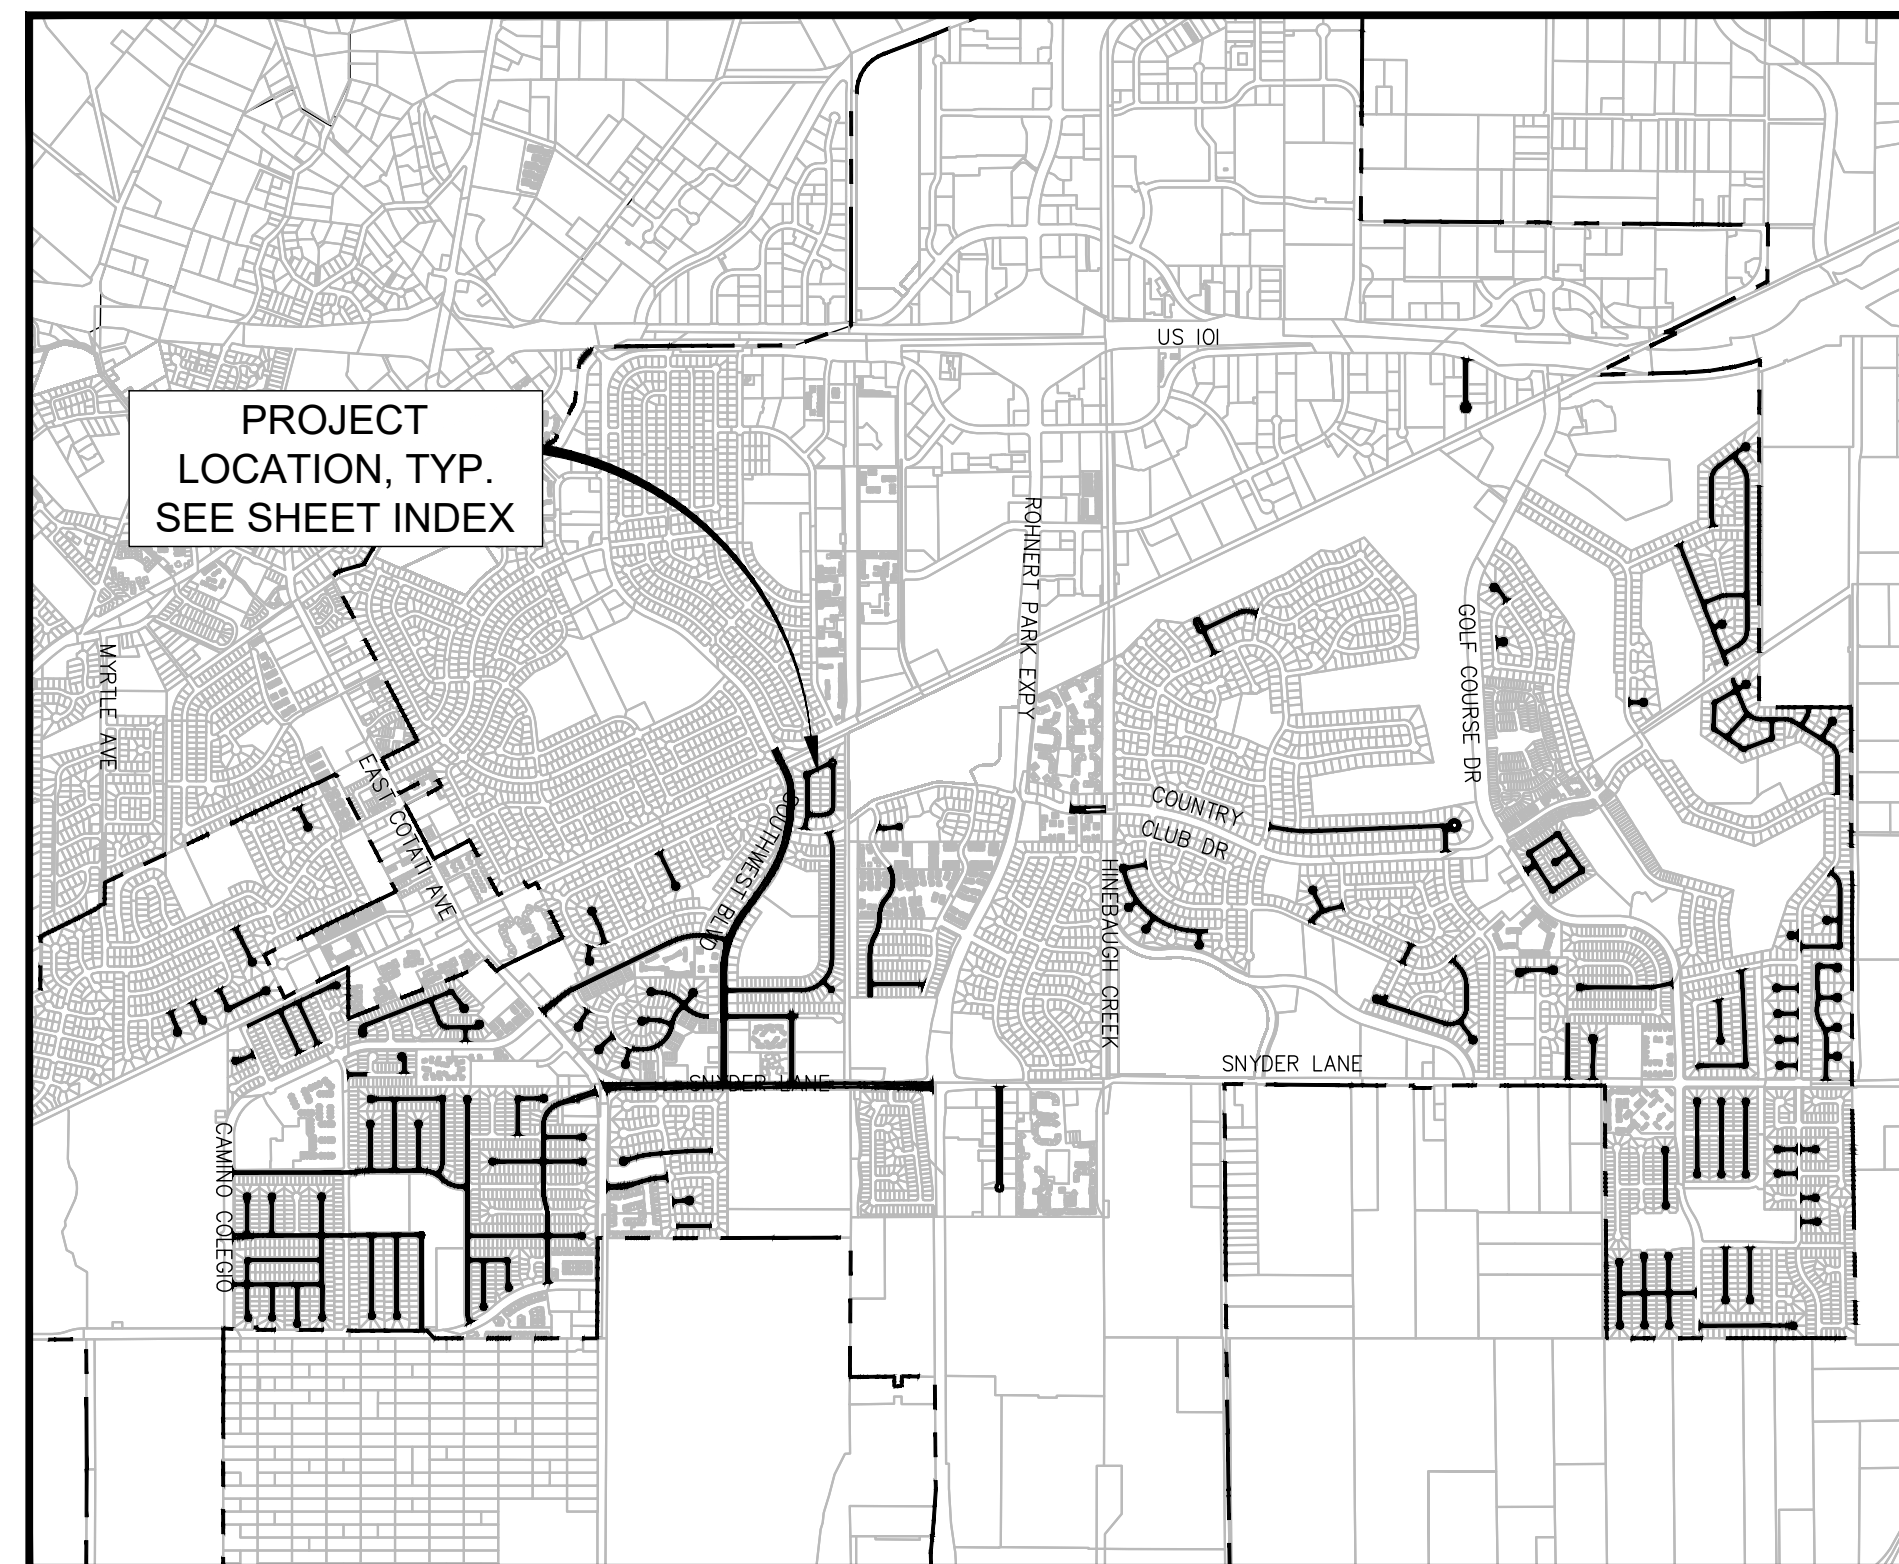 US 101
PROJECT
LOCATION, TYP.
SEE SHEET INDEX
ROHNERT PARK EXPY
GOLF COURSE DR
MYRTLE AVE
EAST COTATI AVE
SOUTHWEST BLVD
COUNTRY
CLUB DR
HINEBAUGH CREEK
SNYDER LANE
SNYDER LANE
CAMINO COLEGIO